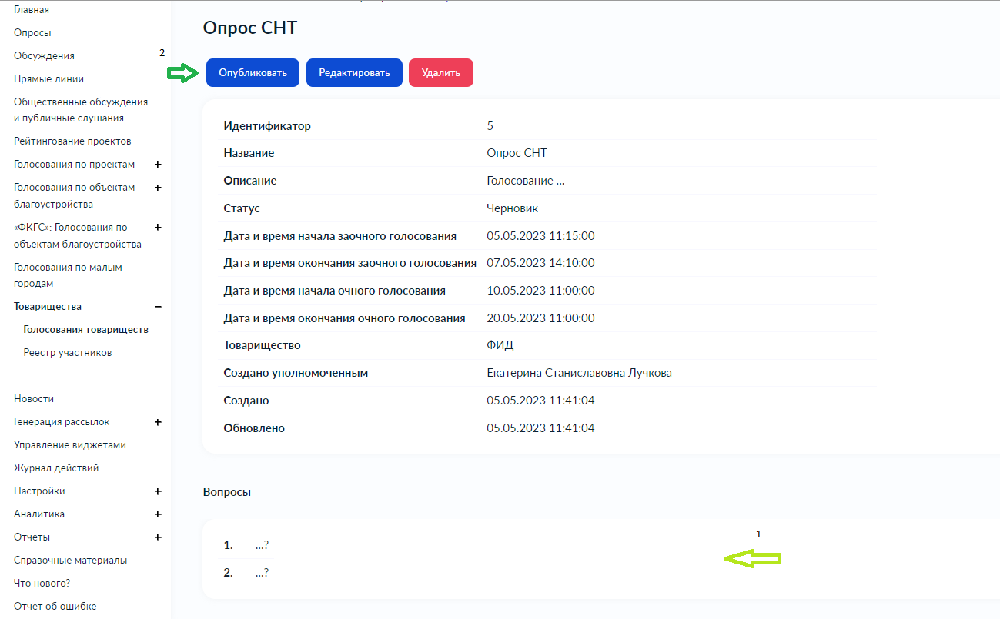 Главная
Опросы
Обсуждения
Прямые линии
Общественные обсуждения
и публичные слушания
Рейтингование проектов
Голосования по проектам +
Голосования по объектам +
благоустройства
«ФКГС»: Голосования по +
объектам благоустройства
Голосования по малым
городам
Товарищества −
Голосования товариществ
Реестр участников
Новости
Генерация рассылок +
Управление виджетами
Журнал действий
Настройки +
Аналитика +
Отчеты +
Справочные материалы
Что нового?
Отчет об ошибке
Опрос СНТ
2
Опубликовать Редактировать Удалить
Идентификатор 5
Название Опрос СНТ
Описание Голосование ...
Статус Черновик
Дата и время начала заочного голосования 05.05.2023 11:15:00
Дата и время окончания заочного голосования 07.05.2023 14:10:00
Дата и время начала очного голосования 10.05.2023 11:00:00
Дата и время окончания очного голосования 20.05.2023 11:00:00
Товарищество ФИД
Создано уполномоченным Екатерина Станиславовна Лучкова
Создано 05.05.2023 11:41:04
Обновлено 05.05.2023 11:41:04
Вопросы
1
1. ...?
2. ...?